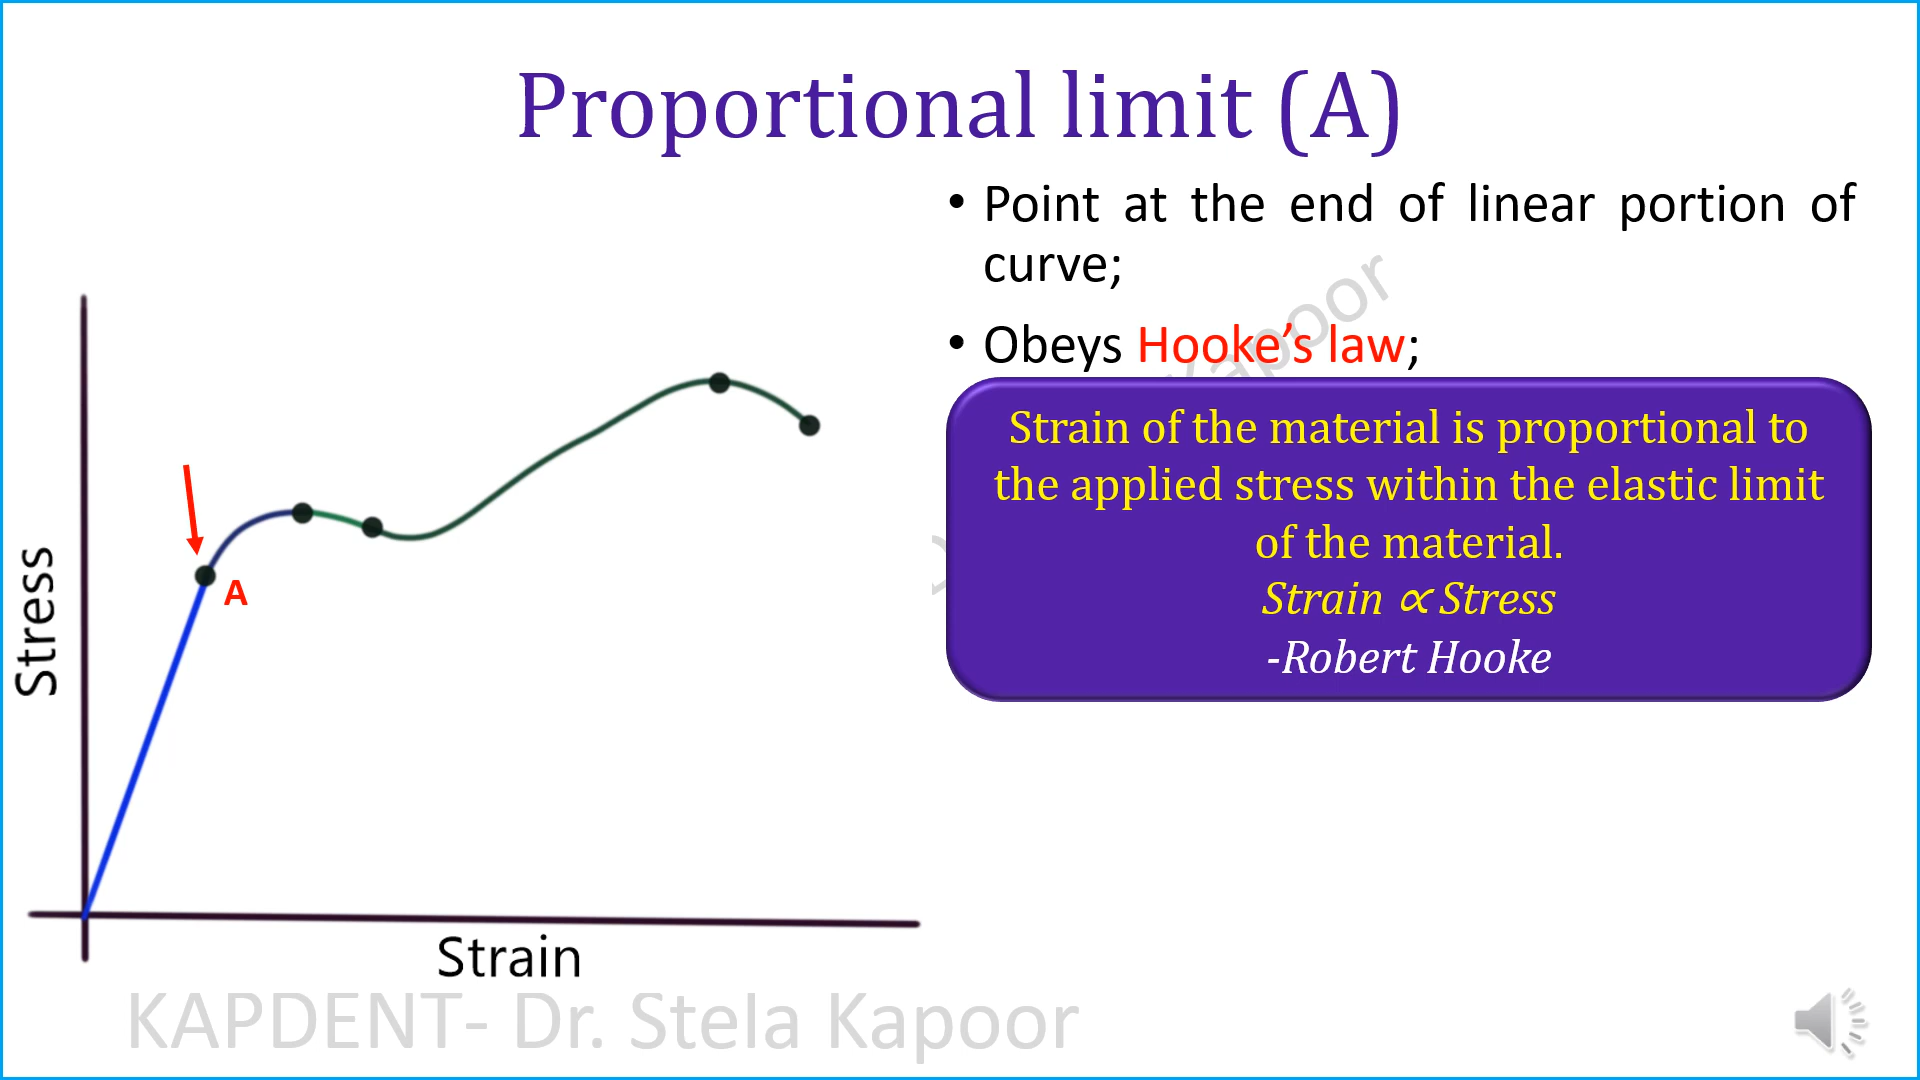 Proportional limit (A)
• Point at the end of linear portion of
curve;
• Obeys Hooke’s law;
Strain of the material is proportional to
the applied stress within the elastic limit
of the material.
Strain ∝ Stress
-Robert Hooke
Stress
A
Strain
KAPDENT- Dr. Stela Kapoor
Kapoor